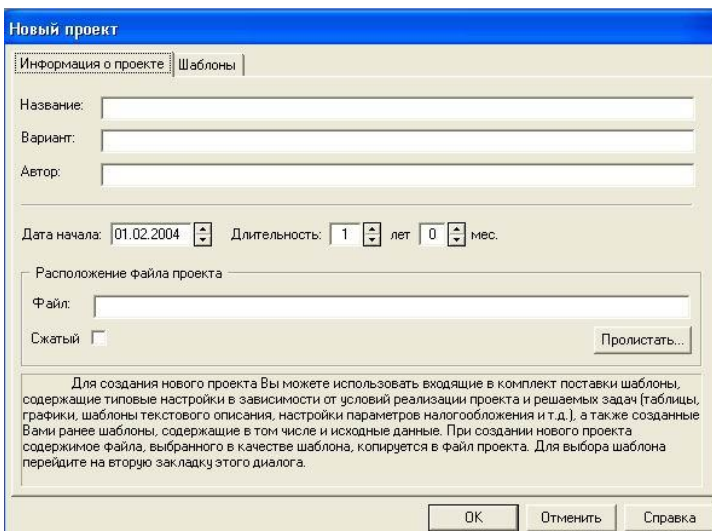 Новый проект
Информация о проекте Шаблоны
Название:
Вариант:
Автор:
Дата начала: 01.02.2004 Длительность: 1 лет 0 мес.
Расположение файла проекта
Файл:
Сжатый
Пролистать...
Для создания нового проекта Вы можете использовать входящие в комплект поставки шаблоны,
содержащие типовые настройки в зависимости от условий реализации проекта и решаемых задач (таблицы,
графики, шаблоны текстового описания, настройки параметров налогообложения и т.д.), а также созданные
Вами ранее шаблоны, содержащие в том числе и исходные данные. При создании нового проекта
содержимое файла, выбранного в качестве шаблона, копируется в файл проекта. Для выбора шаблона
перейдите на вторую закладку этого диалога.
OK Отменить Справка